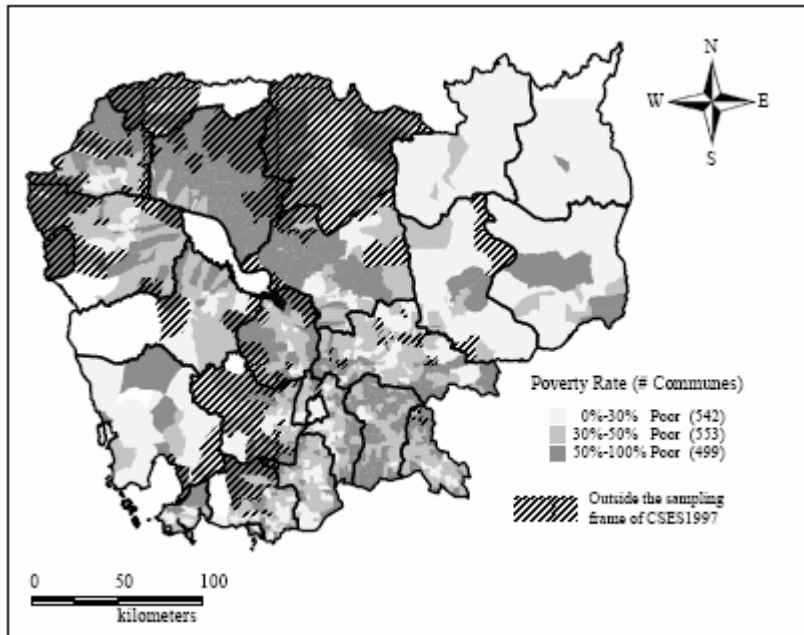 N
W E
S
Poverty Rate (# Communes)
0%-30% Poor (542)
30%-50% Poor (553)
50%-100% Poor (499)
Outside the sampling
frame of CSES1997
0 50 100
kilometers